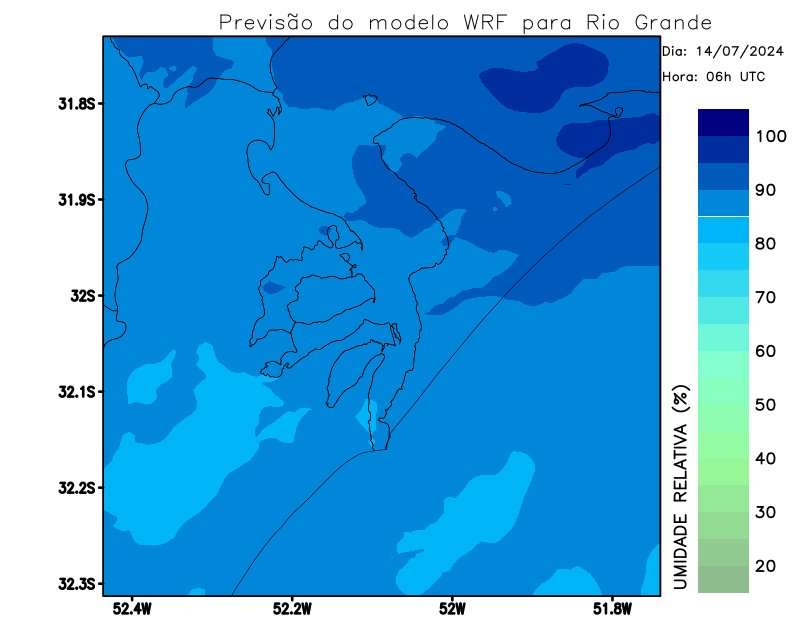 Previsão do modelo WRF para Rio Grande
Dia: 14/07/2024
Hora: 06h UTC
31.8S
31.9S
32S
32.1S
32.2S
32.3S
52.4W
52.2W
52W
51.8W
100
90
80
70
60
50
40
30
20
UMIDADE RELATIVA (%)